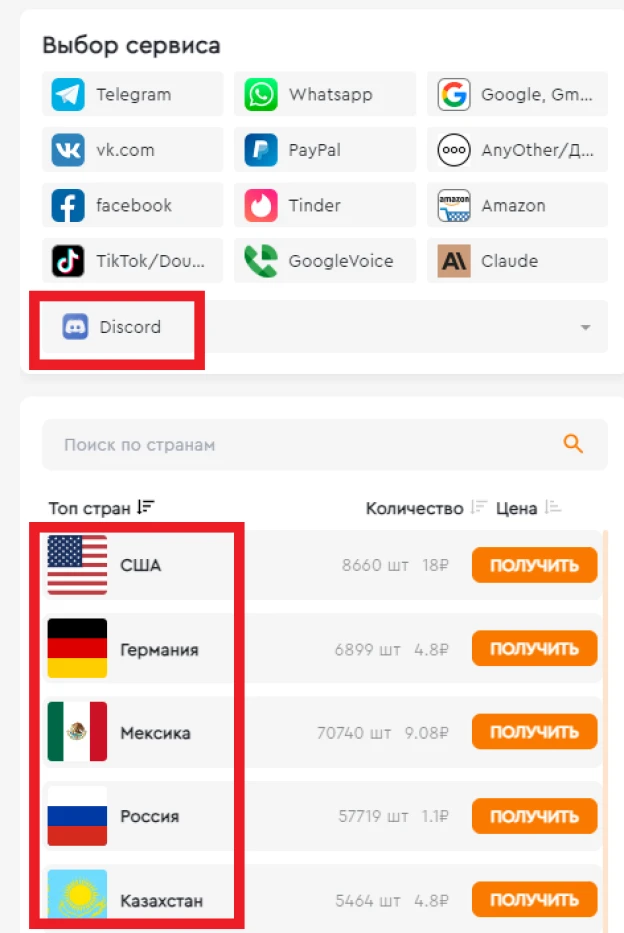 Выбор сервиса
Telegram Whatsapp Google, Gm...
vk.com PayPal AnyOther/Д...
facebook Tinder amazon Amazon
TikTok/Dou... GoogleVoice Claude
Discord
Поиск по странам
Топ стран Количество Цена
США 8660 шт 18₽ ПОЛУЧИТЬ
Германия 6899 шт 4.8₽ ПОЛУЧИТЬ
Мексика 70740 шт 9.08₽ ПОЛУЧИТЬ
Россия 57719 шт 1.1₽ ПОЛУЧИТЬ
Казахстан 5464 шт 4.8₽ ПОЛУЧИТЬ